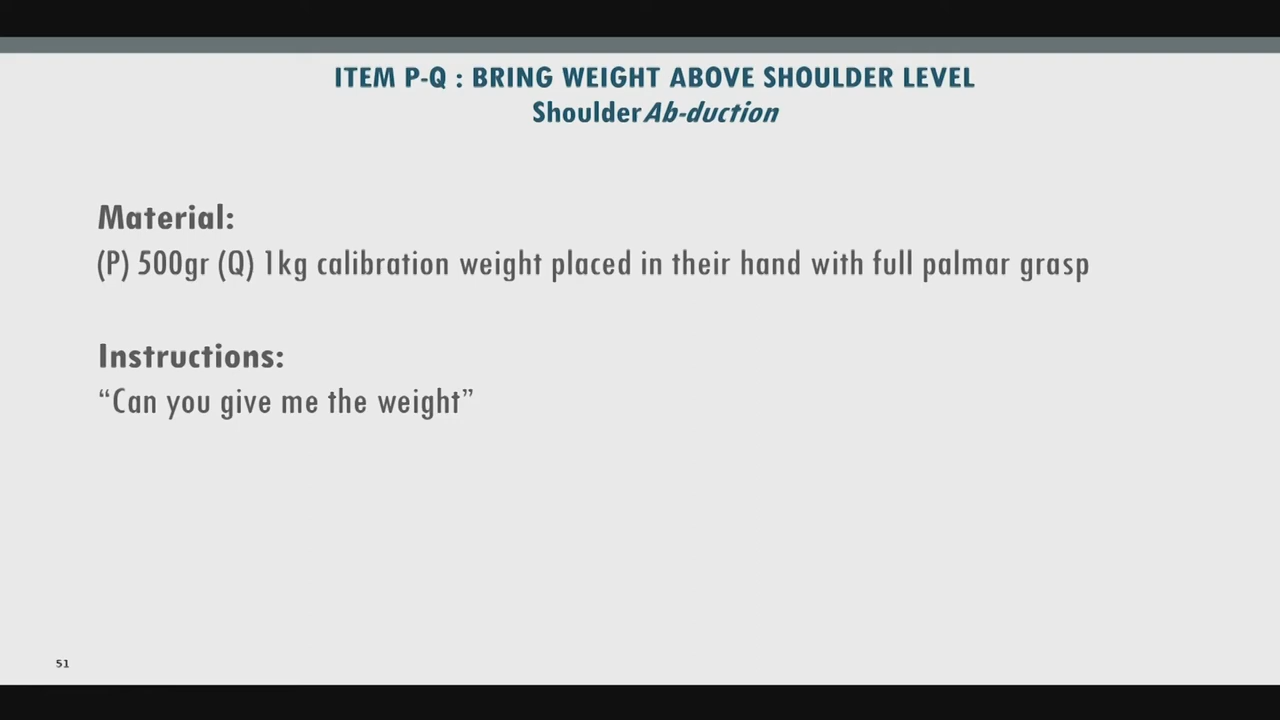 ITEM P-Q : BRING WEIGHT ABOVE SHOULDER LEVEL
Shoulder Ab-duction
Material:
(P) 500gr (Q) 1kg calibration weight placed in their hand with full palmar grasp
Instructions:
“Can you give me the weight”
51